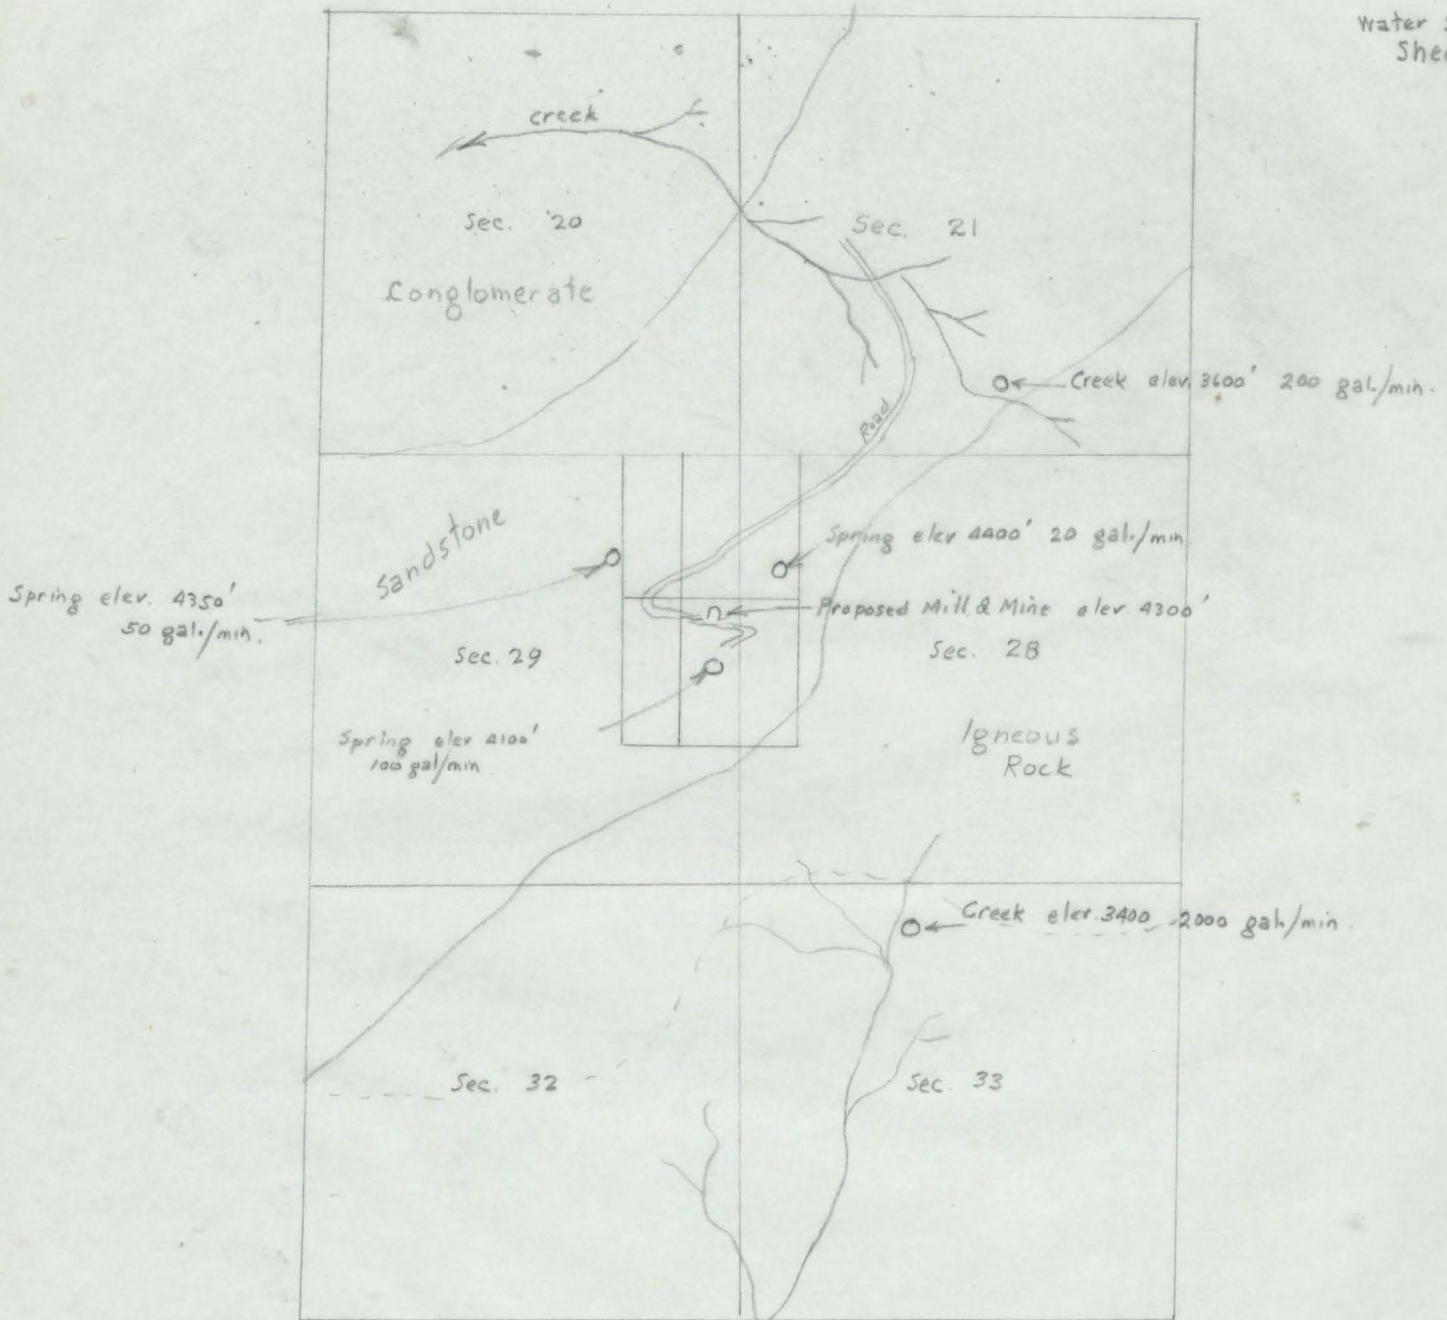 Water
creek
Sec. 20
Sec. 21
Conglomerate
Creek elev. 3600' 200 gal./min.
Road
Sandstone
Spring elev 4400' 20 gal./min.
Spring elev. 4350'
50 gal./min.
Proposed Mill & Mine elev 4300'
Sec. 29
Sec. 28
Spring elev 4100'
100 gal/min
Igneous
Rock
Creek elev. 3400 2000 gal./min.
Sec. 32
Sec. 33